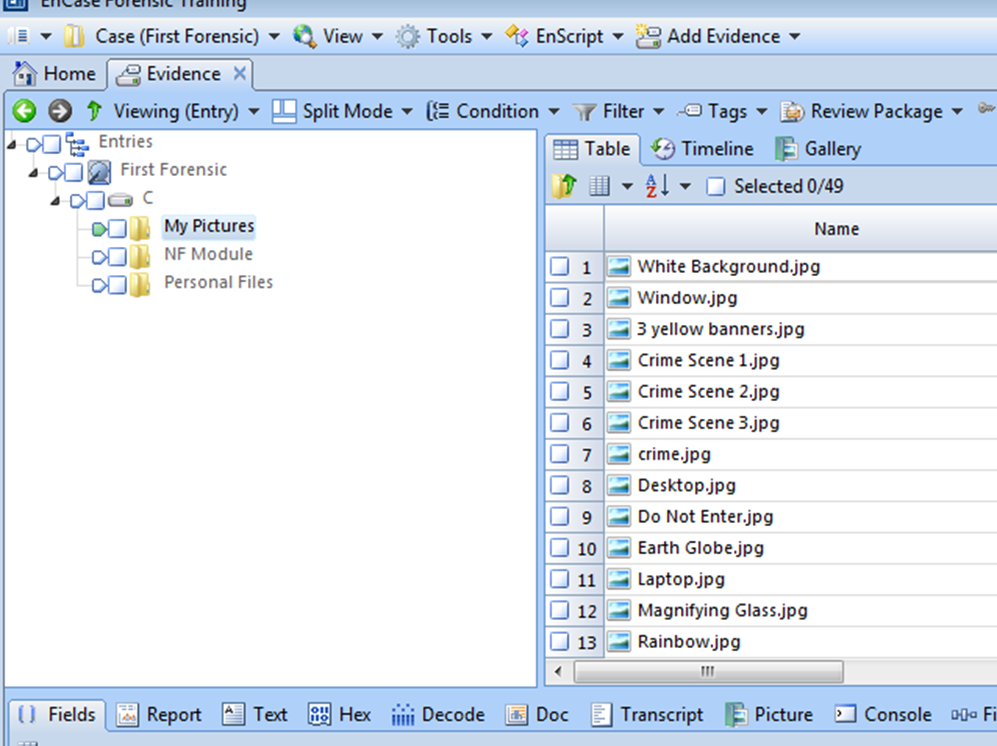 EnCase Forensic Training
Case (First Forensic) View Tools EnScript Add Evidence
Home Evidence
Viewing (Entry) Split Mode Condition Filter Tags Review Package
Entries
First Forensic
C
My Pictures
NF Module
Personal Files
Table Timeline Gallery
Selected 0/49
Name
1 White Background.jpg
2 Window.jpg
3 3 yellow banners.jpg
4 Crime Scene 1.jpg
5 Crime Scene 2.jpg
6 Crime Scene 3.jpg
7 crime.jpg
8 Desktop.jpg
9 Do Not Enter.jpg
10 Earth Globe.jpg
11 Laptop.jpg
12 Magnifying Glass.jpg
13 Rainbow.jpg
Fields Report Text Hex Decode Doc Transcript Picture Console Fi